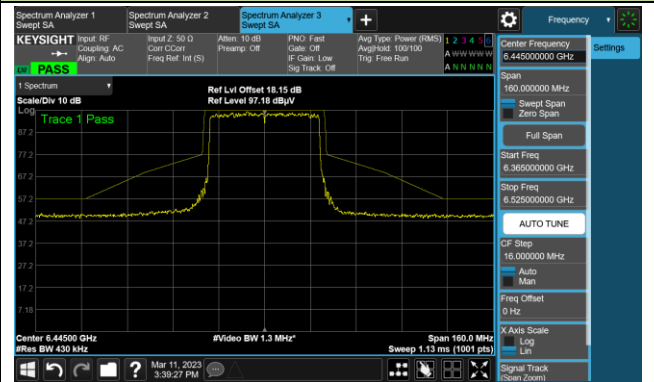 Spectrum Analyzer 1
Swept SA
Spectrum Analyzer 2
Swept SA
Spectrum Analyzer 3
Swept SA
Frequency
KEYSIGHT
Input: RF
Coupling: AC
Align: Auto
Input Z: 50 Ω
Corr CCorr
Freq Ref: Int (S)
Atten: 10 dB
Preamp: Off
PNO: Fast
Gate: Off
IF Gain: Low
Sig Track: Off
Avg Type: Power (RMS)
Avg|Hold: 100/100
Trig: Free Run
1 2 3 4 5 6
A W W W W W
A N N N N N
LNI PASS
1 Spectrum
Scale/Div 10 dB
Ref Lvl Offset 18.15 dB
Ref Level 97.18 dBµV
Log
Trace 1 Pass
87.2
77.2
67.2
57.2
47.2
37.2
27.2
17.2
7.18
Center 6.44500 GHz
#Video BW 1.3 MHz*
Span 160.0 MHz
#Res BW 430 kHz
Sweep 1.13 ms (1001 pts)
Mar 11, 2023
3:39:27 PM
Settings
Center Frequency
6.445000000 GHz
Span
160.000000 MHz
Swept Span
Zero Span
Full Span
Start Freq
6.365000000 GHz
Stop Freq
6.525000000 GHz
AUTO TUNE
CF Step
16.000000 MHz
Auto
Man
Freq Offset
0 Hz
X Axis Scale
Log
Lin
Signal Track
(Span Zoom)